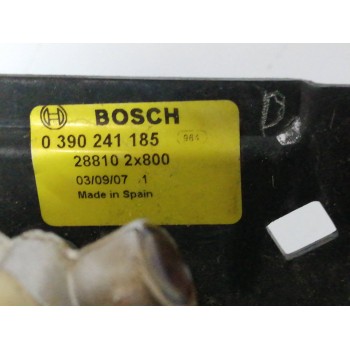 BOSCH
0 390 241 185
28810 2x800
03/09/07 1
Made in Spain